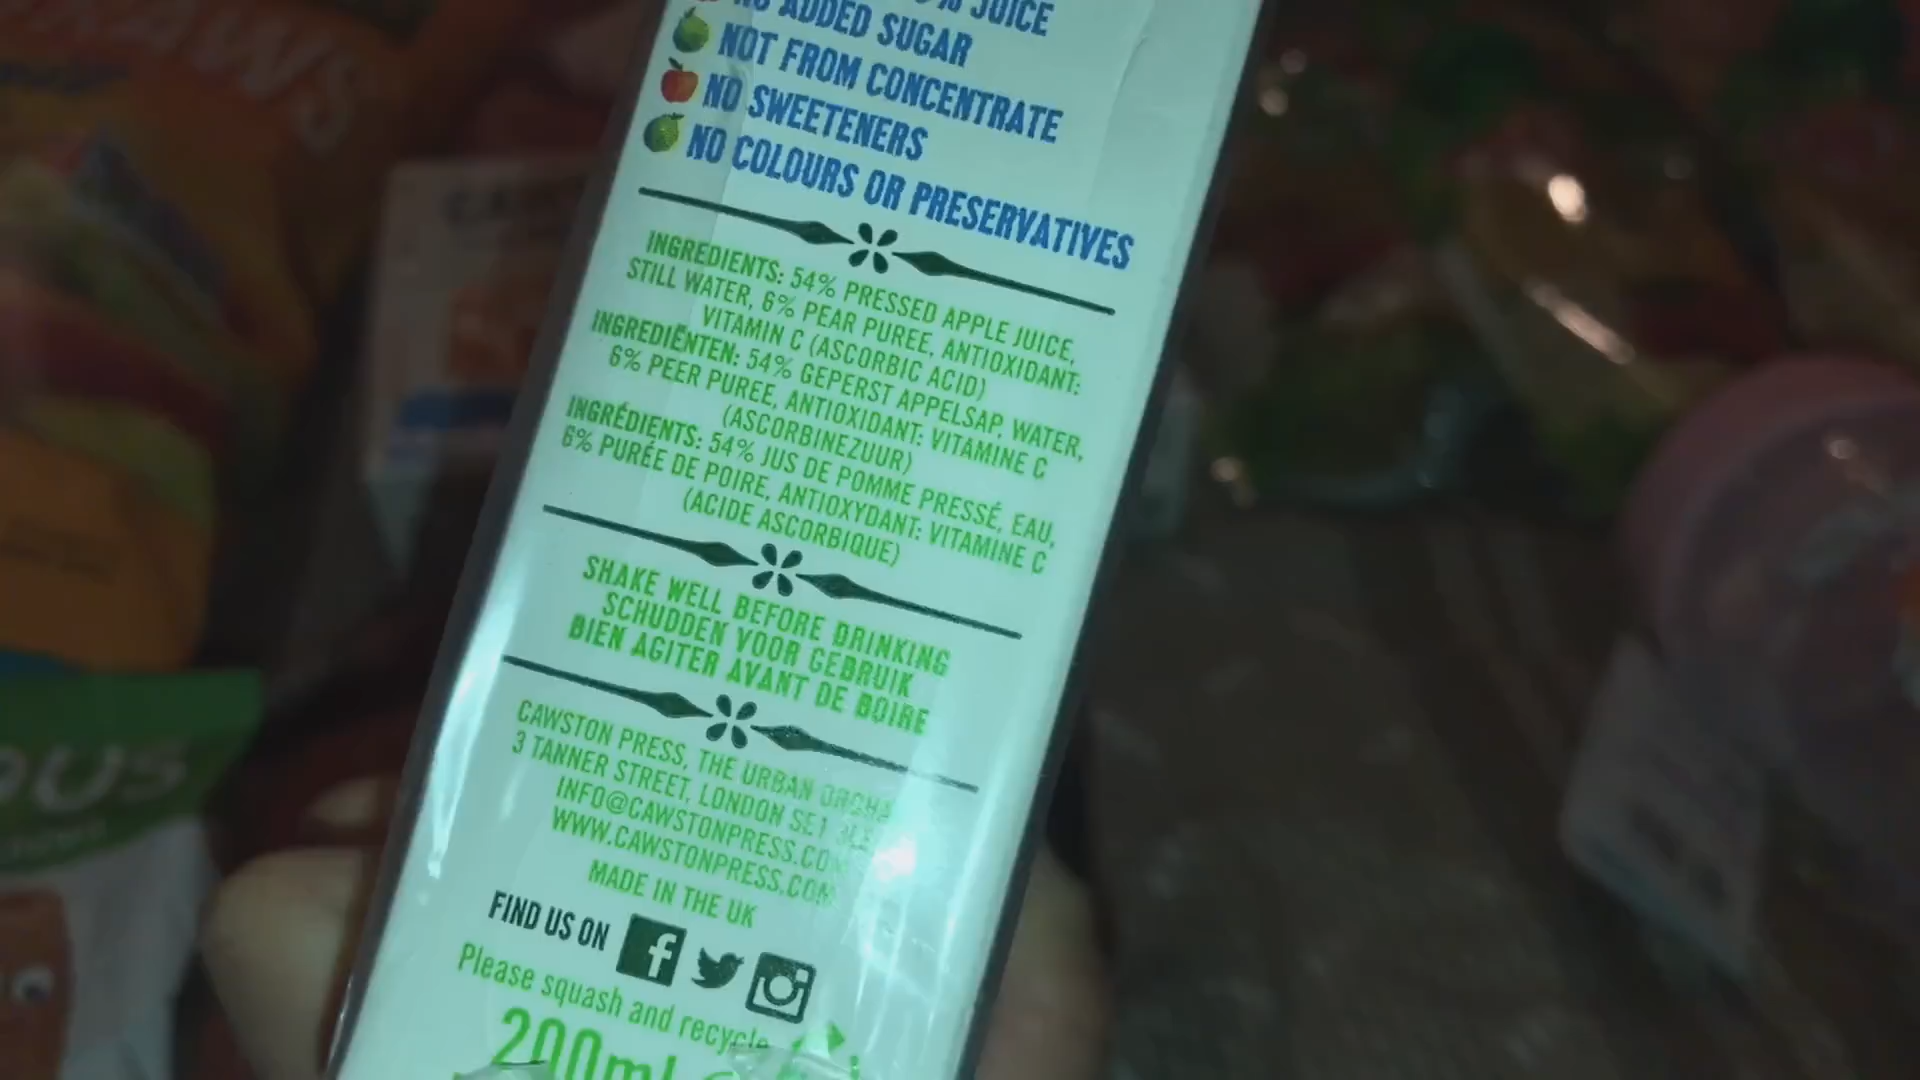 JUICE
ADDED SUGAR
NOT FROM CONCENTRATE
NO SWEETENERS
NO COLOURS OR PRESERVATIVES
INGREDIENTS: 54% PRESSED APPLE JUICE,
STILL WATER, 6% PEAR PUREE, ANTIOXIDANT:
VITAMIN C (ASCORBIC ACID)
INGREDIËNTEN: 54% GEPERST APPELSAP, WATER,
6% PEER PUREE, ANTIOXIDANT: VITAMINE C
(ASCORBINEZUUR)
INGRÉDIENTS: 54% JUS DE POMME PRESSÉ, EAU,
6% PURÉE DE POIRE, ANTIOXYDANT: VITAMINE C
(ACIDE ASCORBIQUE)
SHAKE WELL BEFORE DRINKING
SCHUDDEN VOOR GEBRUIK
BIEN AGITER AVANT DE BOIRE
CAWSTON PRESS, THE URBAN
3 TANNER STREET, LONDON SE1
INFO@CAWSTONPRESS.CO
WWW.CAWSTONPRESS.COM
MADE IN THE UK
FIND US ON
Please squash and recycle
200ml